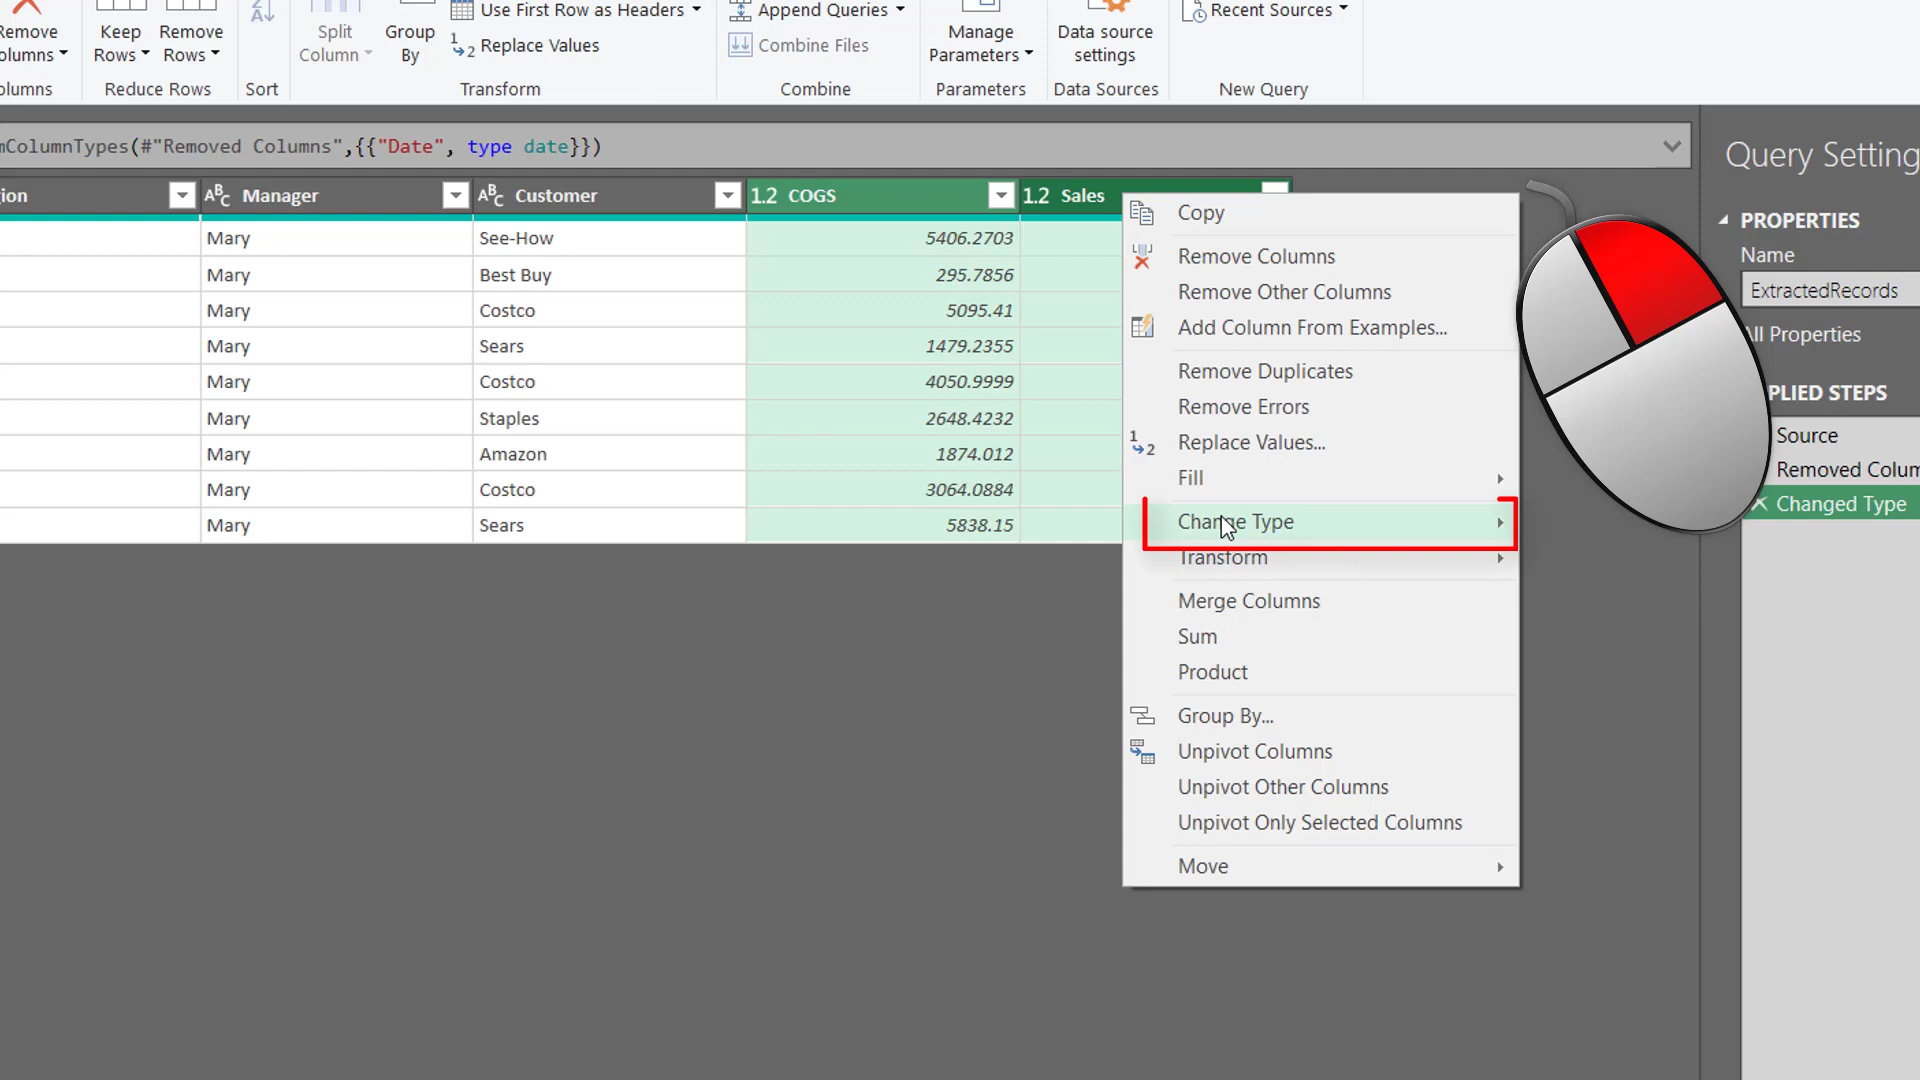 Use First Row as Headers
Append Queries
Recent Sources
Remove
Columns
Keep
Rows
Remove
Rows
Split
Column
Group
By
Replace Values
Combine Files
Manage
Parameters
Data source
settings
olumns
Reduce Rows
Sort
Transform
Combine
Parameters
Data Sources
New Query
mColumnTypes(#"Removed Columns",{{"Date", type date}})
Query Setting
ion
Manager
Customer
1.2 COGS
1.2 Sales
Mary See-How 5406.2703
Mary Best Buy 295.7856
Mary Costco 5095.41
Mary Sears 1479.2355
Mary Costco 4050.9999
Mary Staples 2648.4232
Mary Amazon 1874.012
Mary Costco 3064.0884
Mary Sears 5838.15
Copy
Remove Columns
Remove Other Columns
Add Column From Examples...
Remove Duplicates
Remove Errors
Replace Values...
Fill
Change Type
Transform
Merge Columns
Sum
Product
Group By...
Unpivot Columns
Unpivot Other Columns
Unpivot Only Selected Columns
Move
PROPERTIES
Name
ExtractedRecords
All Properties
PLIED STEPS
Source
Removed Colum
Changed Type